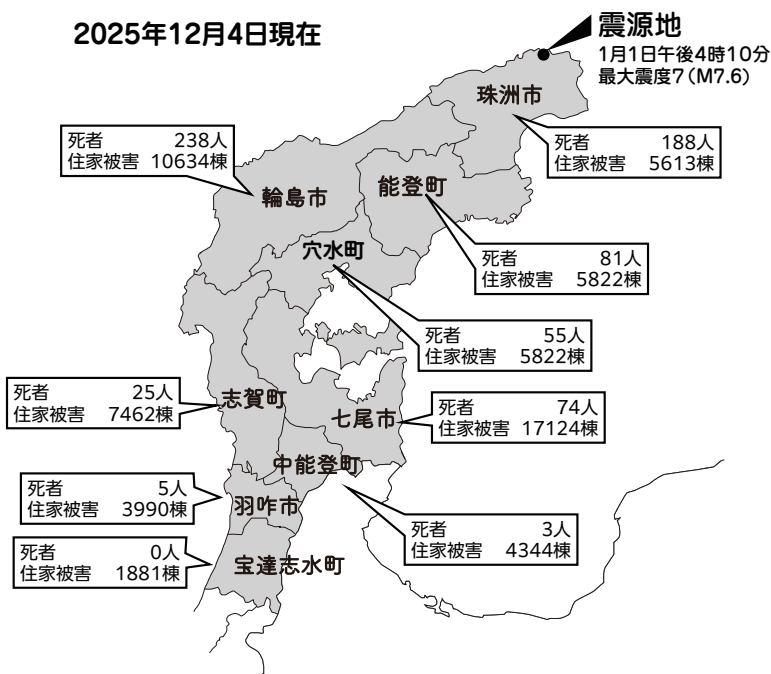 2025年12月4日現在
震源地
1月1日午後4時10分
最大震度7（M7.6）
珠洲市
死者 188人
住家被害 5613棟
死者 238人
住家被害 10634棟
輪島市
能登町
死者 81人
住家被害 5822棟
穴水町
死者 55人
住家被害 5822棟
死者 25人
住家被害 7462棟
志賀町
七尾市
死者 74人
住家被害 17124棟
中能登町
死者 5人
住家被害 3990棟
羽咋市
死者 3人
住家被害 4344棟
死者 0人
住家被害 1881棟
宝達志水町